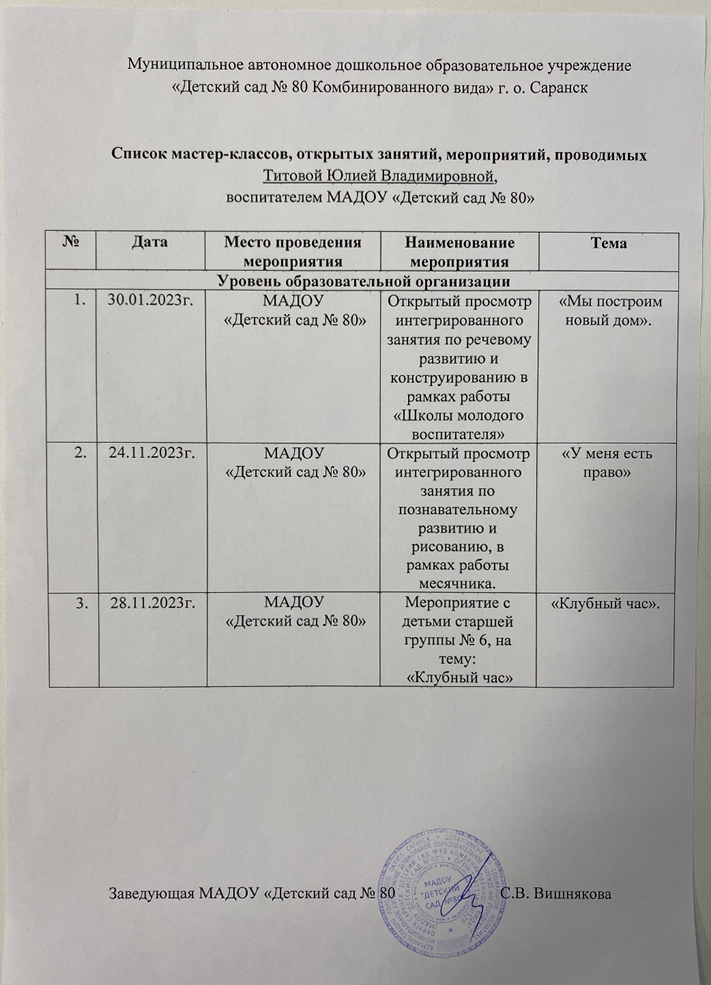 Муниципальное автономное дошкольное образовательное учреждение
«Детский сад № 80 Комбинированного вида» г. о. Саранск
Список мастер-классов, открытых занятий, мероприятий, проводимых
Титовой Юлией Владимировной,
воспитателем МАДОУ «Детский сад № 80»
№ Дата Место проведения мероприятия Наименование мероприятия Тема
Уровень образовательной организации
1. 30.01.2023г.
МАДОУ
«Детский сад № 80»
Открытый просмотр
интегрированного
занятия по речевому
развитию и
конструированию в
рамках работы
«Школы молодого
воспитателя»
«Мы построим
новый дом».
2. 24.11.2023г.
МАДОУ
«Детский сад № 80»
Открытый просмотр
интегрированного
занятия по
познавательному
развитию и
рисованию, в
рамках работы
месячника.
«У меня есть
право»
3. 28.11.2023г.
МАДОУ
«Детский сад № 80»
Мероприятие с
детьми старшей
группы № 6, на
тему:
«Клубный час»
«Клубный час».
Заведующая МАДОУ «Детский сад № 80 С.В. Вишнякова
МАДОУ
"ДЕТСКИЙ
САД №80"